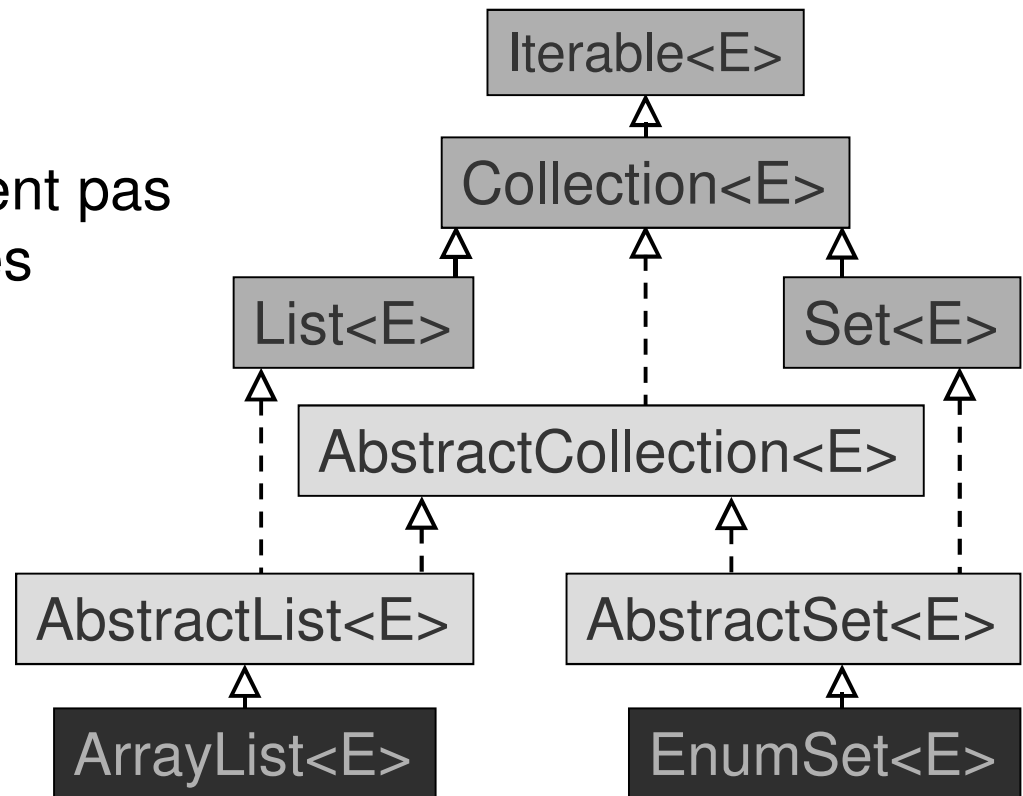 Iterable<E>
ent pas
Collection<E>
es
List<E>
Set<E>
AbstractCollection<E>
AbstractList<E>
AbstractSet<E>
ArrayList<E>
EnumSet<E>